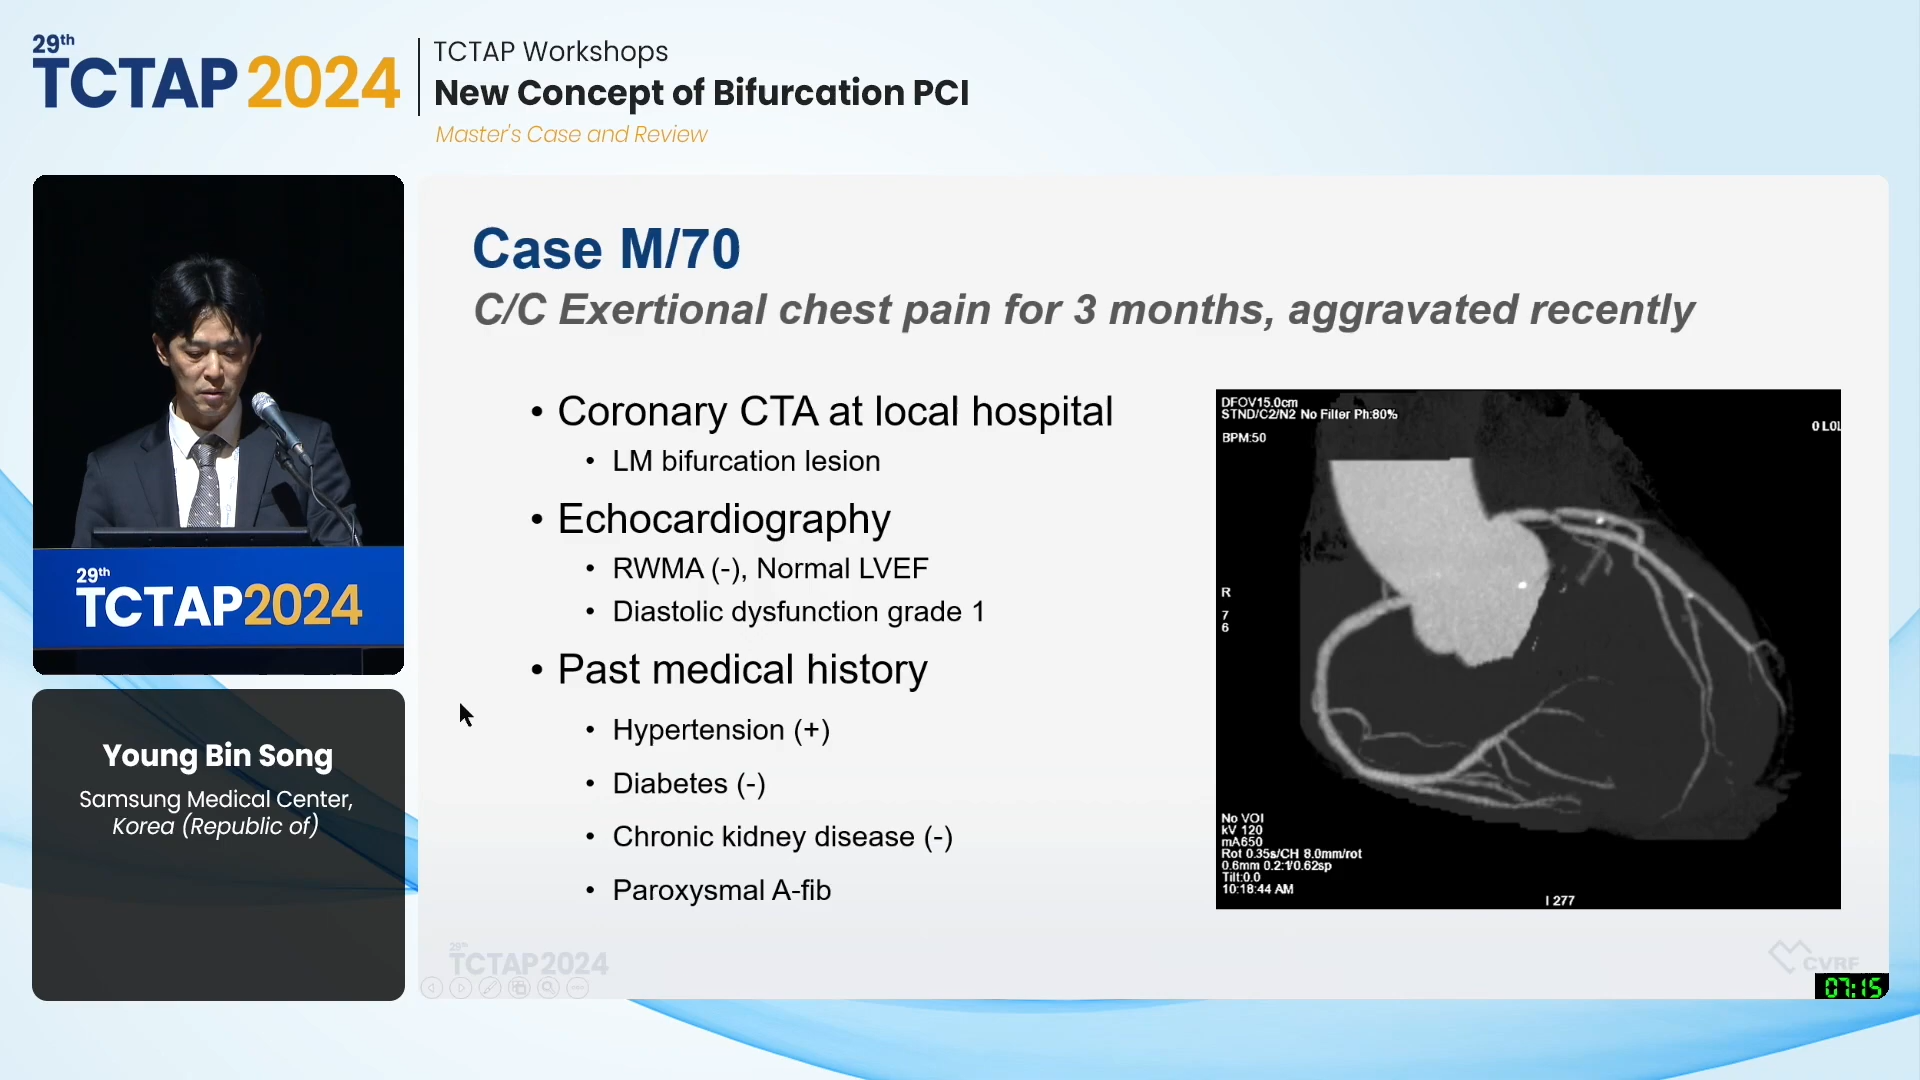 29th
TCTAP 2024
TCTAP Workshops
New Concept of Bifurcation PCI
Master's Case and Review
29th
TCTAP2024
Young Bin Song
Samsung Medical Center,
Korea (Republic of)
Case M/70
C/C Exertional chest pain for 3 months, aggravated recently
• Coronary CTA at local hospital
• LM bifurcation lesion
• Echocardiography
• RWMA (-), Normal LVEF
• Diastolic dysfunction grade 1
• Past medical history
• Hypertension (+)
• Diabetes (-)
• Chronic kidney disease (-)
• Paroxysmal A-fib
DFOV15.0cm
STND/C2/N2 No Filter Ph:80%
BPM:50
0 L0L
R
7
6
No VOI
kV 120
mA650
Rot 0.35s/CH 8.0mm/rot
0.6mm 0.2:1/0.62sp
Tilt:0.0
10:18:44 AM
I 277
29th
TCTAP2024
CVRF
07:15